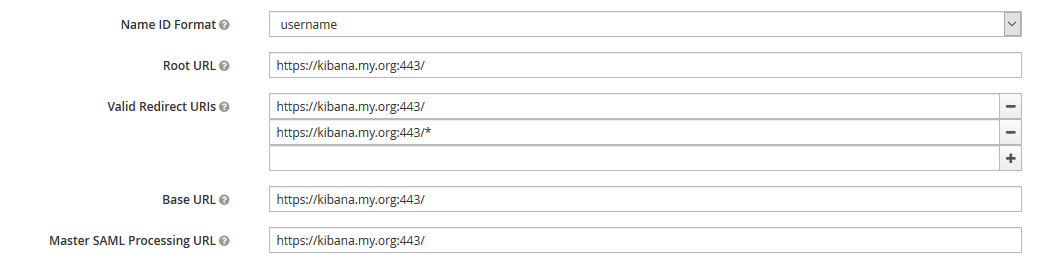 Name ID Format username
Root URL https://kibana.my.org:443/
Valid Redirect URIs https://kibana.my.org:443/
https://kibana.my.org:443/*
Base URL https://kibana.my.org:443/
Master SAML Processing URL https://kibana.my.org:443/